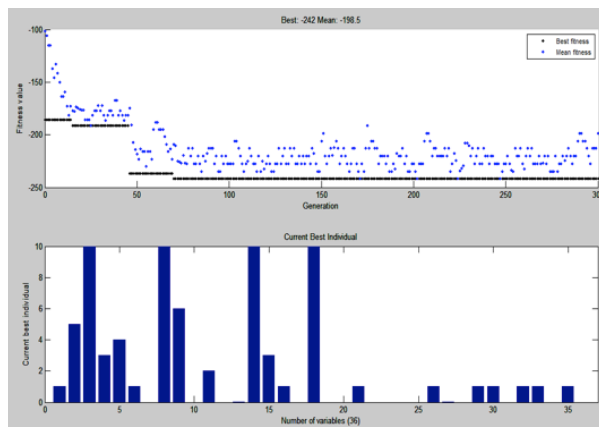 Best: -242 Mean: -198.5
Best fitness
Mean fitness
Fitness value
-100
-150
-200
-250
0 50 100 150 200 250 300
Generation
Current Best Individual
Current best individual
10
8
6
4
2
0
0 5 10 15 20 25 30 35
Number of variables (36)